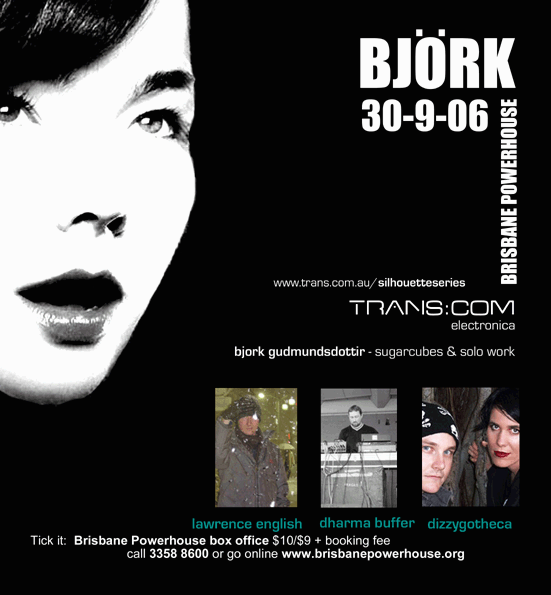 BJÖRK
30-9-06
BRISBANE POWERHOUSE
www.trans.com.au/silhouetteseries
TRANS:COM
electronica
bjork gudmundsdottir - sugarcubes & solo work
lawrence english dharma buffer dizzygotheca
Tick it: Brisbane Powerhouse box office $10/$9 + booking fee
call 3358 8600 or go online www.brisbanepowerhouse.org